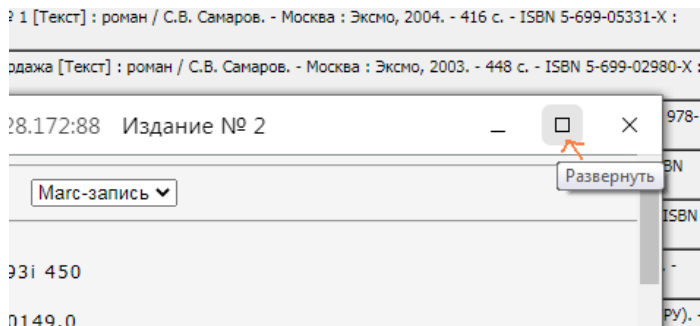 № 1 [Текст] : роман / С.В. Самаров. - Москва : Эксмо, 2004. - 416 с. - ISBN 5-699-05331-X :
[Текст] : роман / С.В. Самаров. - Москва : Эксмо, 2003. - 448 с. - ISBN 5-699-02980-X :
28.172:88 Издание № 2
978-
Развернуть
BN
Marc-запись
ISBN
93i 450
. -
0149.0
РУ). -